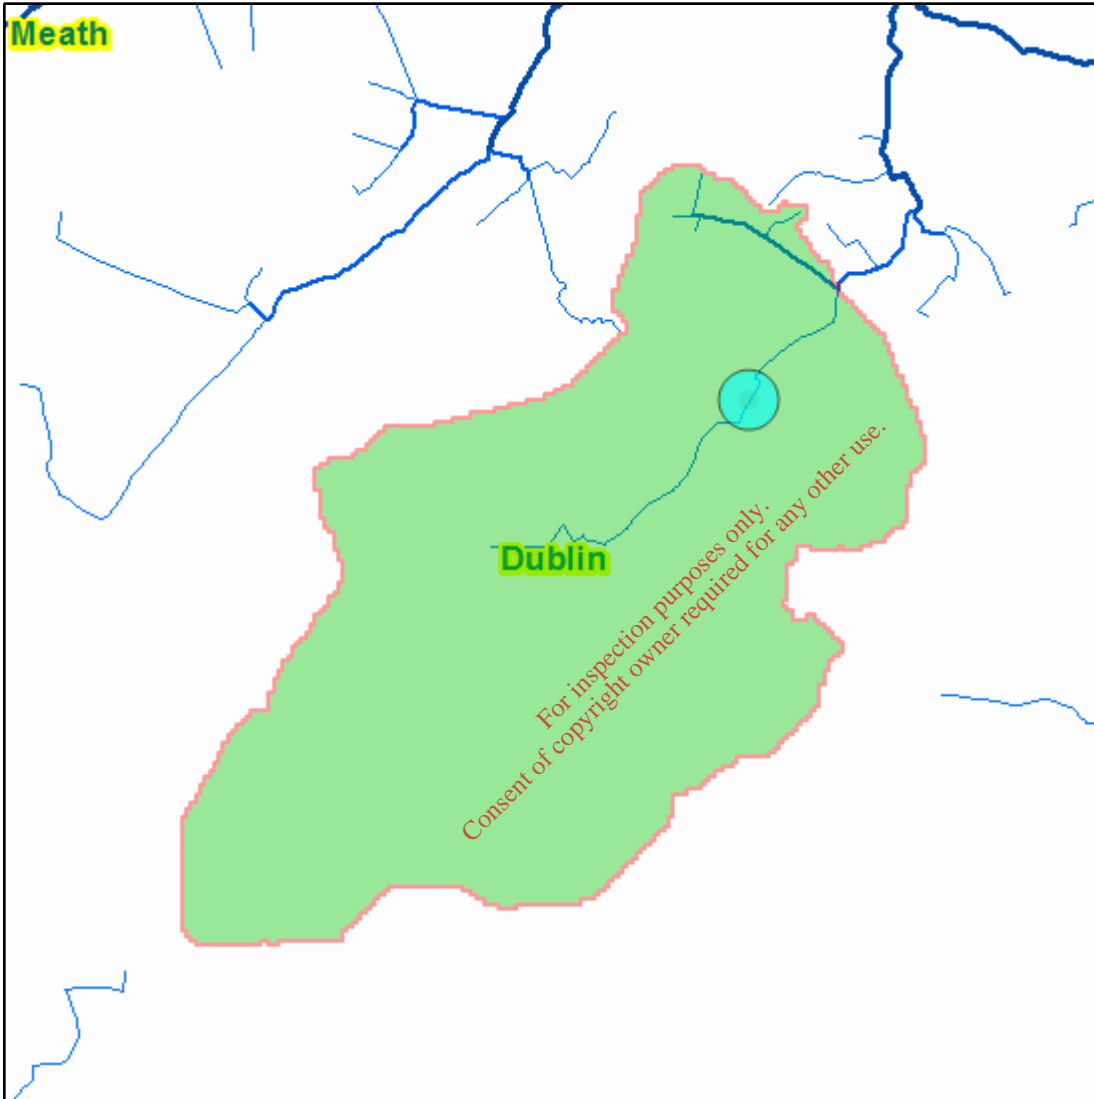 Meath
Dublin
For inspection purposes only.
Consent of copyright owner required for any other use.